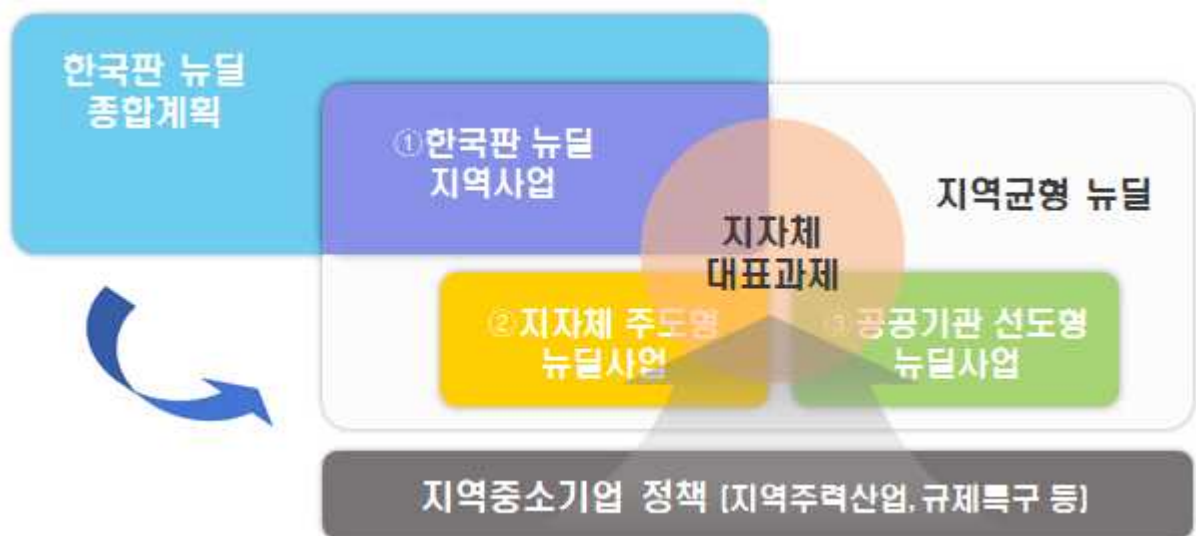 한국판 뉴딜
종합계획
①한국판 뉴딜
지역사업
지역균형 뉴딜
지자체
대표과제
②지자체 주도형
뉴딜사업
③공공기관 선도형
뉴딜사업
지역중소기업 정책 (지역주력산업, 규제특구 등)